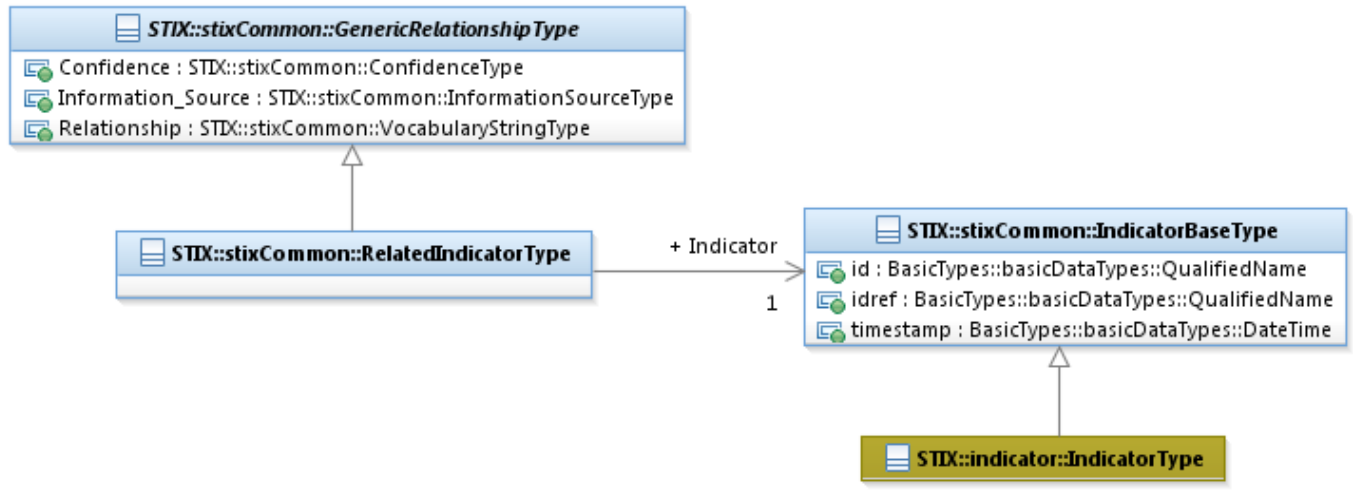 STIX::stixCommon::GenericRelationshipType
Confidence : STIX::stixCommon::ConfidenceType
Information_Source : STIX::stixCommon::InformationSourceType
Relationship : STIX::stixCommon::VocabularyStringType
STIX::stixCommon::RelatedIndicatorType
+ Indicator
1
STIX::stixCommon::IndicatorBaseType
id : BasicTypes::basicDataTypes::QualifiedName
idref : BasicTypes::basicDataTypes::QualifiedName
timestamp : BasicTypes::basicDataTypes::DateTime
STIX::indicator::IndicatorType